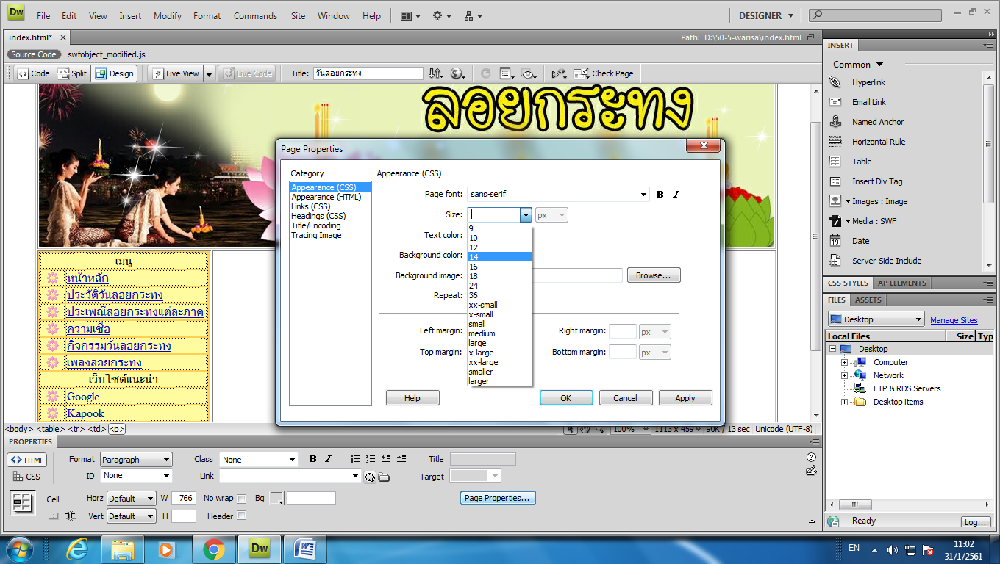 Dw File Edit View Insert Modify Format Commands Site Window Help DESIGNER
index.html* Path: D:\50-5-warisa\index.html
Source Code swfobject_modified.js
Code Split Design Live View Live Code Title: วันลอยกระทง Check Page
ลอยกระทง
Page Properties
Category
Appearance (CSS)
Appearance (HTML)
Links (CSS)
Headings (CSS)
Title/Encoding
Tracing Image
Appearance (CSS)
Page font: sans-serif B I
Size: px
Text color:
Background color:
Background image: Browse...
Repeat:
Left margin: Right margin: px
Top margin: Bottom margin: px
9
10
12
14
16
18
24
36
xx-small
x-small
small
medium
large
x-large
xx-large
smaller
larger
Help OK Cancel Apply
เมนู
หน้าหลัก
ประวัติวันลอยกระทง
ประเพณีลอยกระทงแต่ละภาค
ความเชื่อ
กิจกรรมวันลอยกระทง
เพลงลอยกระทง
เว็บไซต์แนะนำ
Google
Kapook
<body> <table> <tr> <td> <p> 100% 1113 x 459 90K / 13 sec Unicode (UTF-8)
PROPERTIES
HTML Format Paragraph Class None B I Title
CSS ID None Link Target
Cell Horz Default W 766 No wrap Bg Page Properties...
Vert Default H Header
INSERT
Common
Hyperlink
Email Link
Named Anchor
Horizontal Rule
Table
Insert Div Tag
Images : Image
Media : SWF
Date
Server-Side Include
CSS STYLES AP ELEMENTS
FILES ASSETS
Desktop Manage Sites
Local Files Size Typ
Desktop
Computer
Network
FTP & RDS Servers
Desktop items
Ready Log...
Dw EN 11:02
31/1/2561